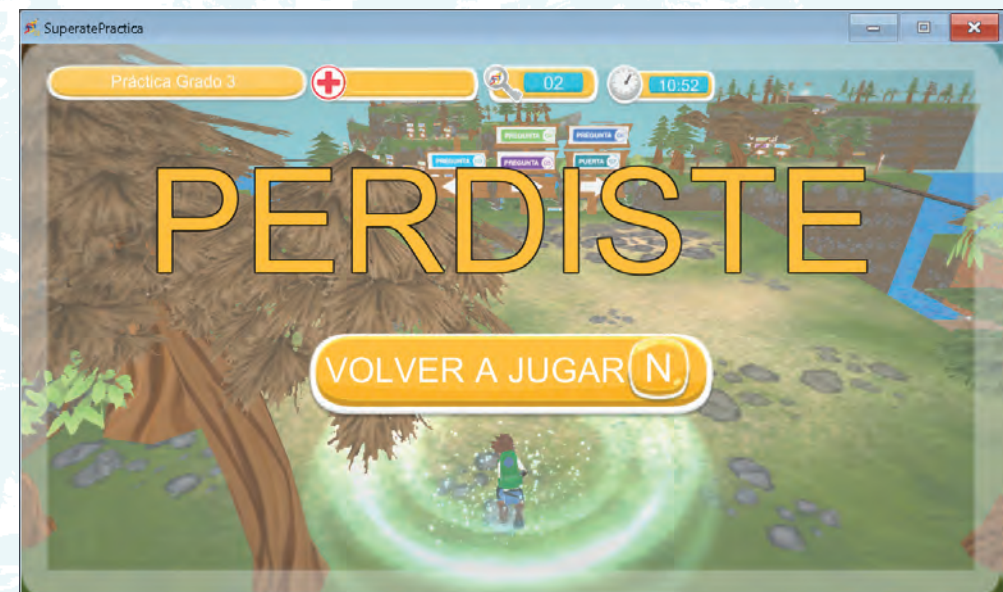 SuperatePractica
Práctica Grado 3
02
10:52
PREGUNTA
PREGUNTA
PREGUNTA
PREGUNTA
PUERTA
PERDISTE
VOLVER A JUGAR N